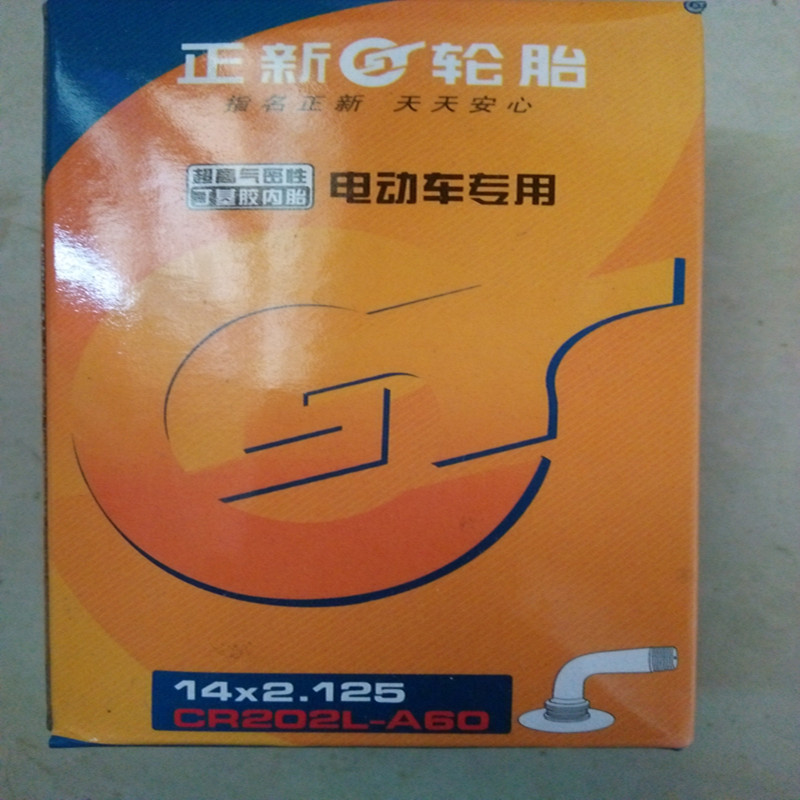 正新轮胎
指名正新 天天安心
超高气密性
丁基胶内胎
电动车专用
14x2.125
CR202L-A60